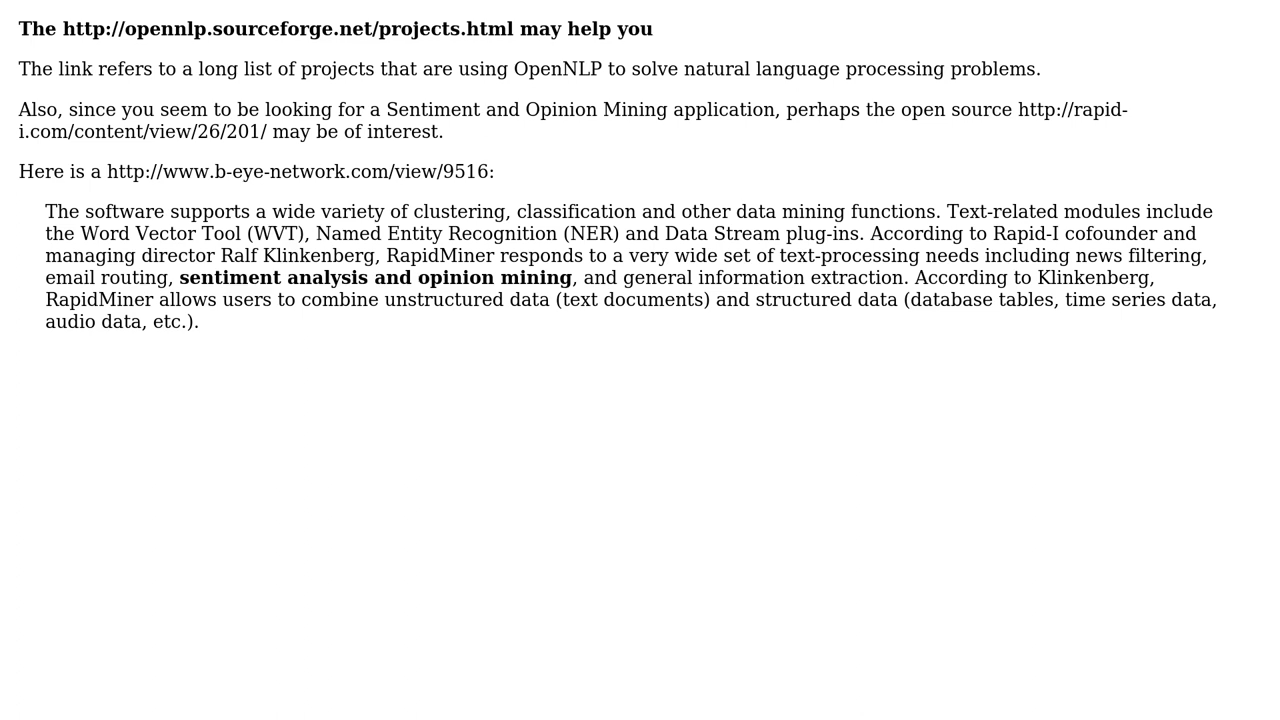 The http://opennlp.sourceforge.net/projects.html may help you
The link refers to a long list of projects that are using OpenNLP to solve natural language processing problems.
Also, since you seem to be looking for a Sentiment and Opinion Mining application, perhaps the open source http://rapid-
i.com/content/view/26/201/ may be of interest.
Here is a http://www.b-eye-network.com/view/9516:
The software supports a wide variety of clustering, classification and other data mining functions. Text-related modules include
the Word Vector Tool (WVT), Named Entity Recognition (NER) and Data Stream plug-ins. According to Rapid-I cofounder and
managing director Ralf Klinkenberg, RapidMiner responds to a very wide set of text-processing needs including news filtering,
email routing, sentiment analysis and opinion mining, and general information extraction. According to Klinkenberg,
RapidMiner allows users to combine unstructured data (text documents) and structured data (database tables, time series data,
audio data, etc.).